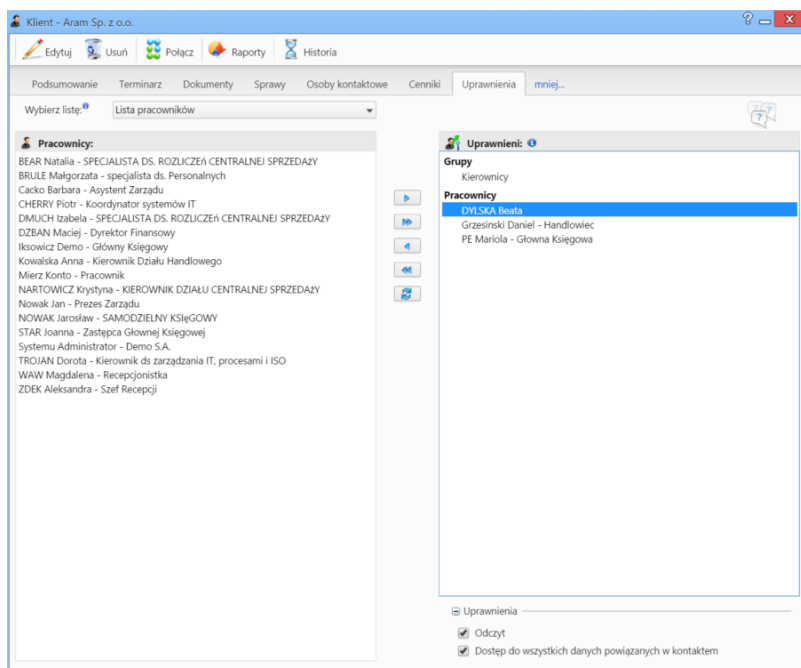 Klient - Aram Sp. z o.o.
Edytuj Usuń Połącz Raporty Historia
Podsumowanie Terminarz Dokumenty Sprawy Osoby kontaktowe Cenniki Uprawnienia mniej...
Wybierz listę: Lista pracowników
Pracownicy:
BEAR Natalia - SPECJALISTA DS. ROZLICZEń CENTRALNEJ SPRZEDAżY
BRULE Małgorzata - specjalista ds. Personalnych
Cacko Barbara - Asystent Zarządu
CHERRY Piotr - Koordynator systemów IT
DMUCH Izabela - SPECJALISTA DS. ROZLICZEń CENTRALNEJ SPRZEDAżY
DZBAN Maciej - Dyrektor Finansowy
Iksowicz Demo - Główny Księgowy
Kowalska Anna - Kierownik Działu Handlowego
Mierz Konto - Pracownik
NARTOWICZ Krystyna - KIEROWNIK DZIAŁU CENTRALNEJ SPRZEDAżY
Nowak Jan - Prezes Zarządu
NOWAK Jarosław - SAMODZIELNY KSIęGOWY
STAR Joanna - Zastępca Głownej Księgowej
Systemu Administrator - Demo S.A.
TROJAN Dorota - Kierownik ds zarządzania IT, procesami i ISO
WAW Magdalena - Recepcjonistka
ZDEK Aleksandra - Szef Recepcji
Uprawnieni:
Grupy
Kierownicy
Pracownicy
DYLSKA Beata
Grzesinski Daniel - Handlowiec
PE Mariola - Głowna Księgowa
Uprawnienia
Odczyt
Dostęp do wszystkich danych powiązanych w kontaktem